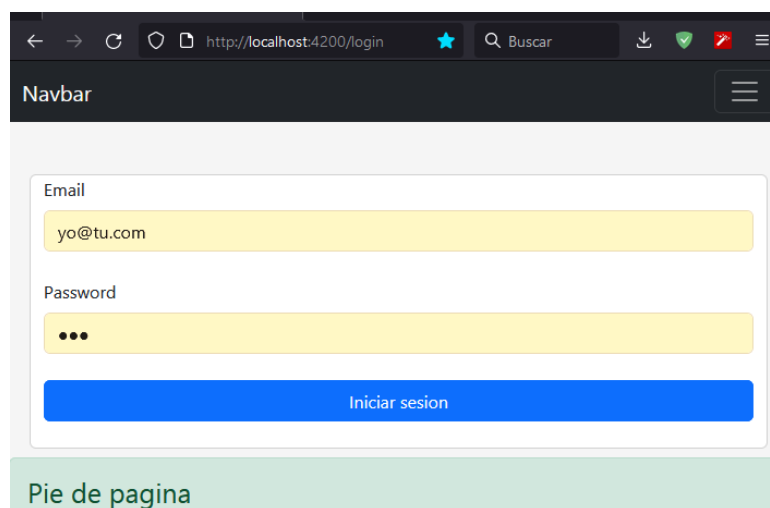 http://localhost:4200/login
Buscar
Navbar
Email
yo@tu.com
Password
•••
Iniciar sesion
Pie de pagina